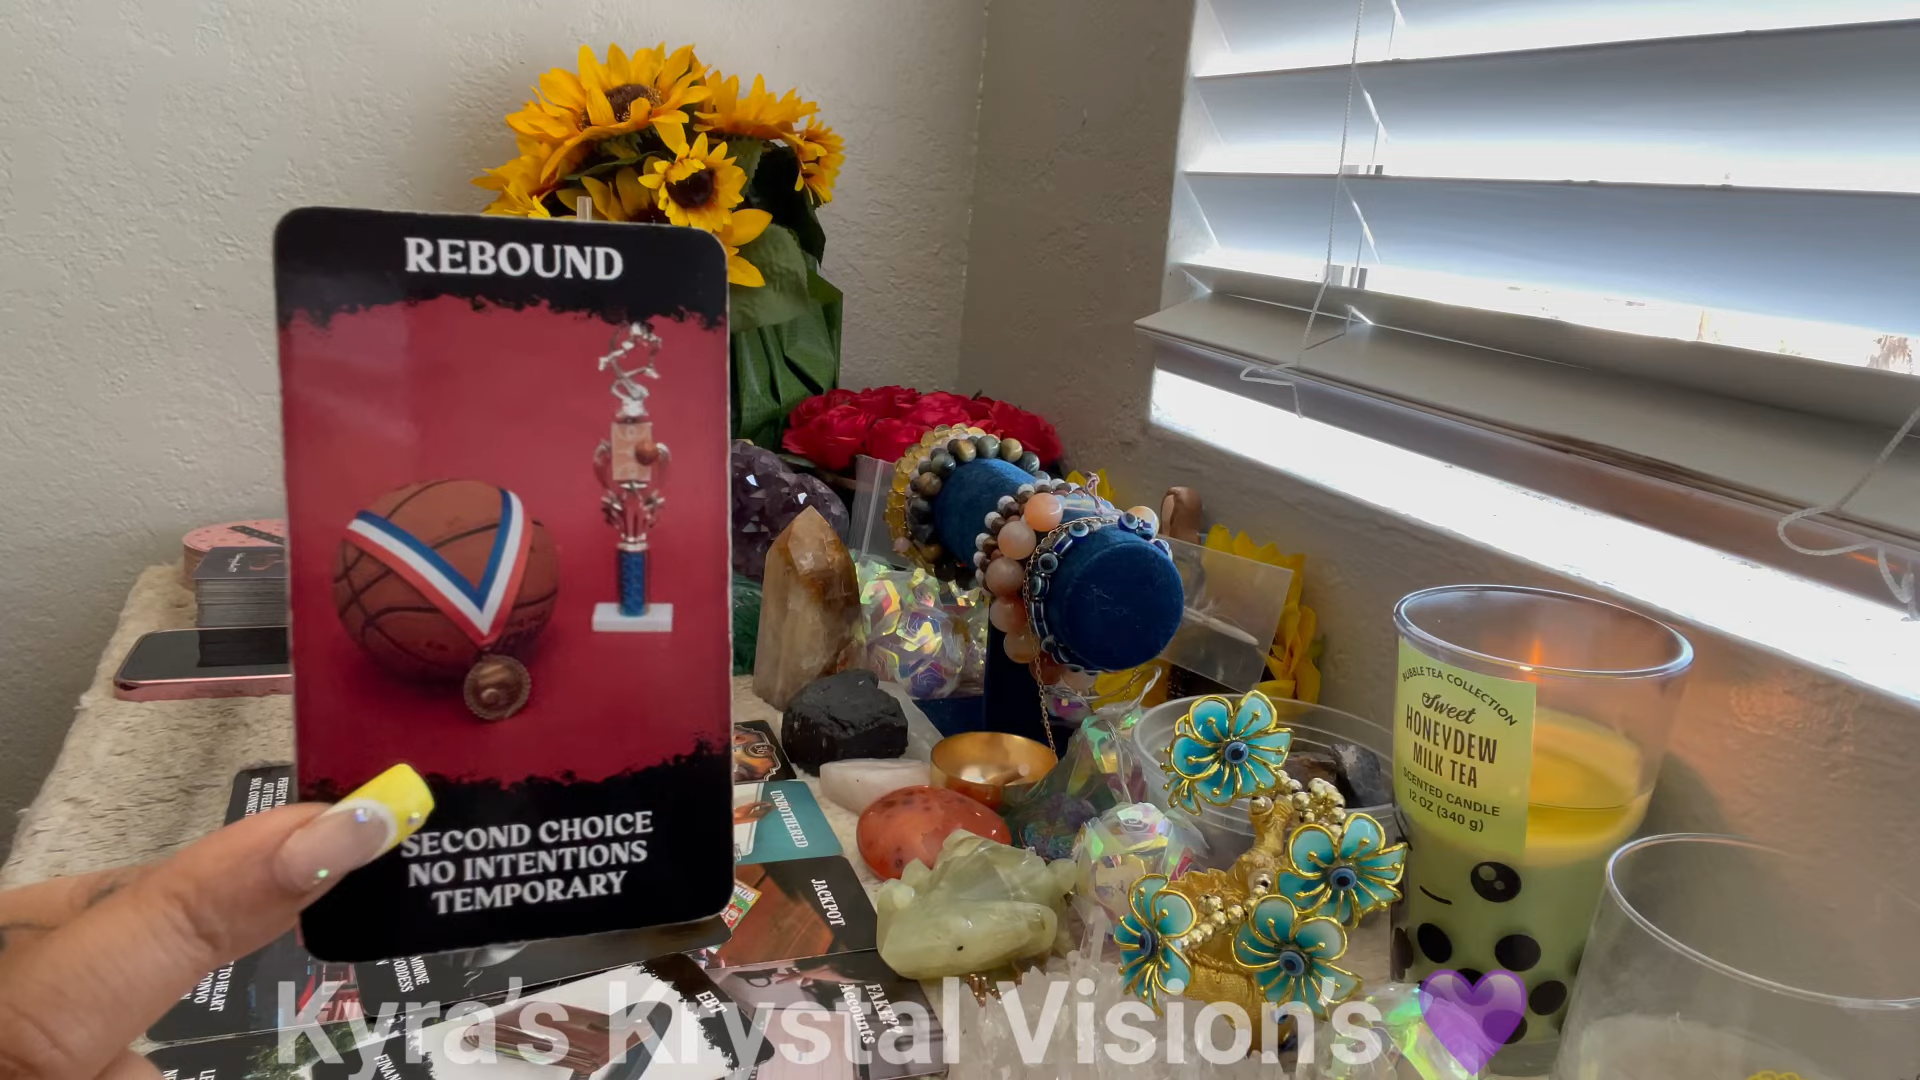 REBOUND
SECOND CHOICE
NO INTENTIONS
TEMPORARY
BUBBLE TEA COLLECTION
Sweet
HONEYDEW
MILK TEA
SCENTED CANDLE
12 OZ (340 g)
UNBOTHERED
JACKPOT
FAKE??
Accounts
EBT
Kyra's Krystal Visions